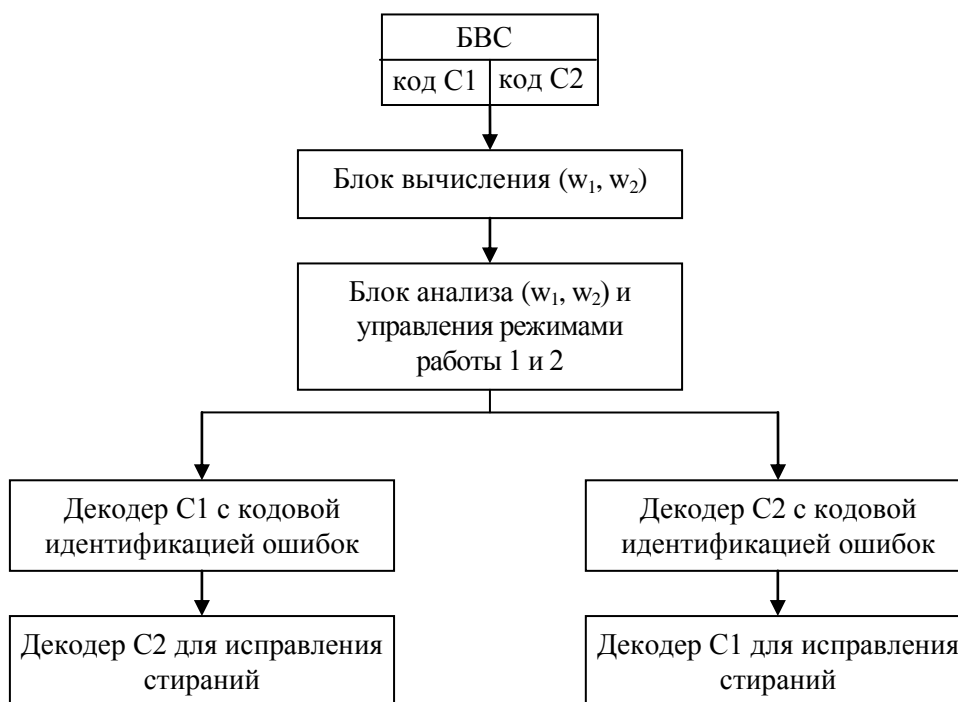 БВС
код С1 код С2
Блок вычисления (w₁, w₂)
Блок анализа (w₁, w₂) и
управления режимами
работы 1 и 2
Декодер С1 с кодовой
идентификацией ошибок
Декодер С2 с кодовой
идентификацией ошибок
Декодер С2 для исправления
стираний
Декодер С1 для исправления
стираний